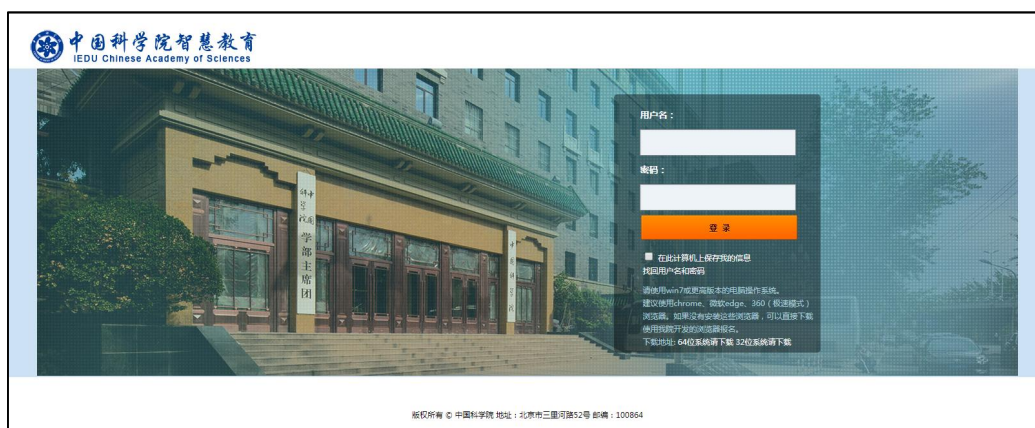 中国科学院智慧教育
IEDU Chinese Academy of Sciences
中国科学院
学部主席团
中国科学院
用户名：
密码：
登 录
在此计算机上保存我的信息
找回用户名和密码
请使用win7或更高版本的电脑操作系统。
建议使用chrome、微软edge、360（极速模式）
浏览器。如果没有安装这些浏览器，可以直接下载
使用我院开发的浏览器报名。
下载地址: 64位系统请下载 32位系统请下载
版权所有 © 中国科学院 地址：北京市三里河路52号 邮编：100864